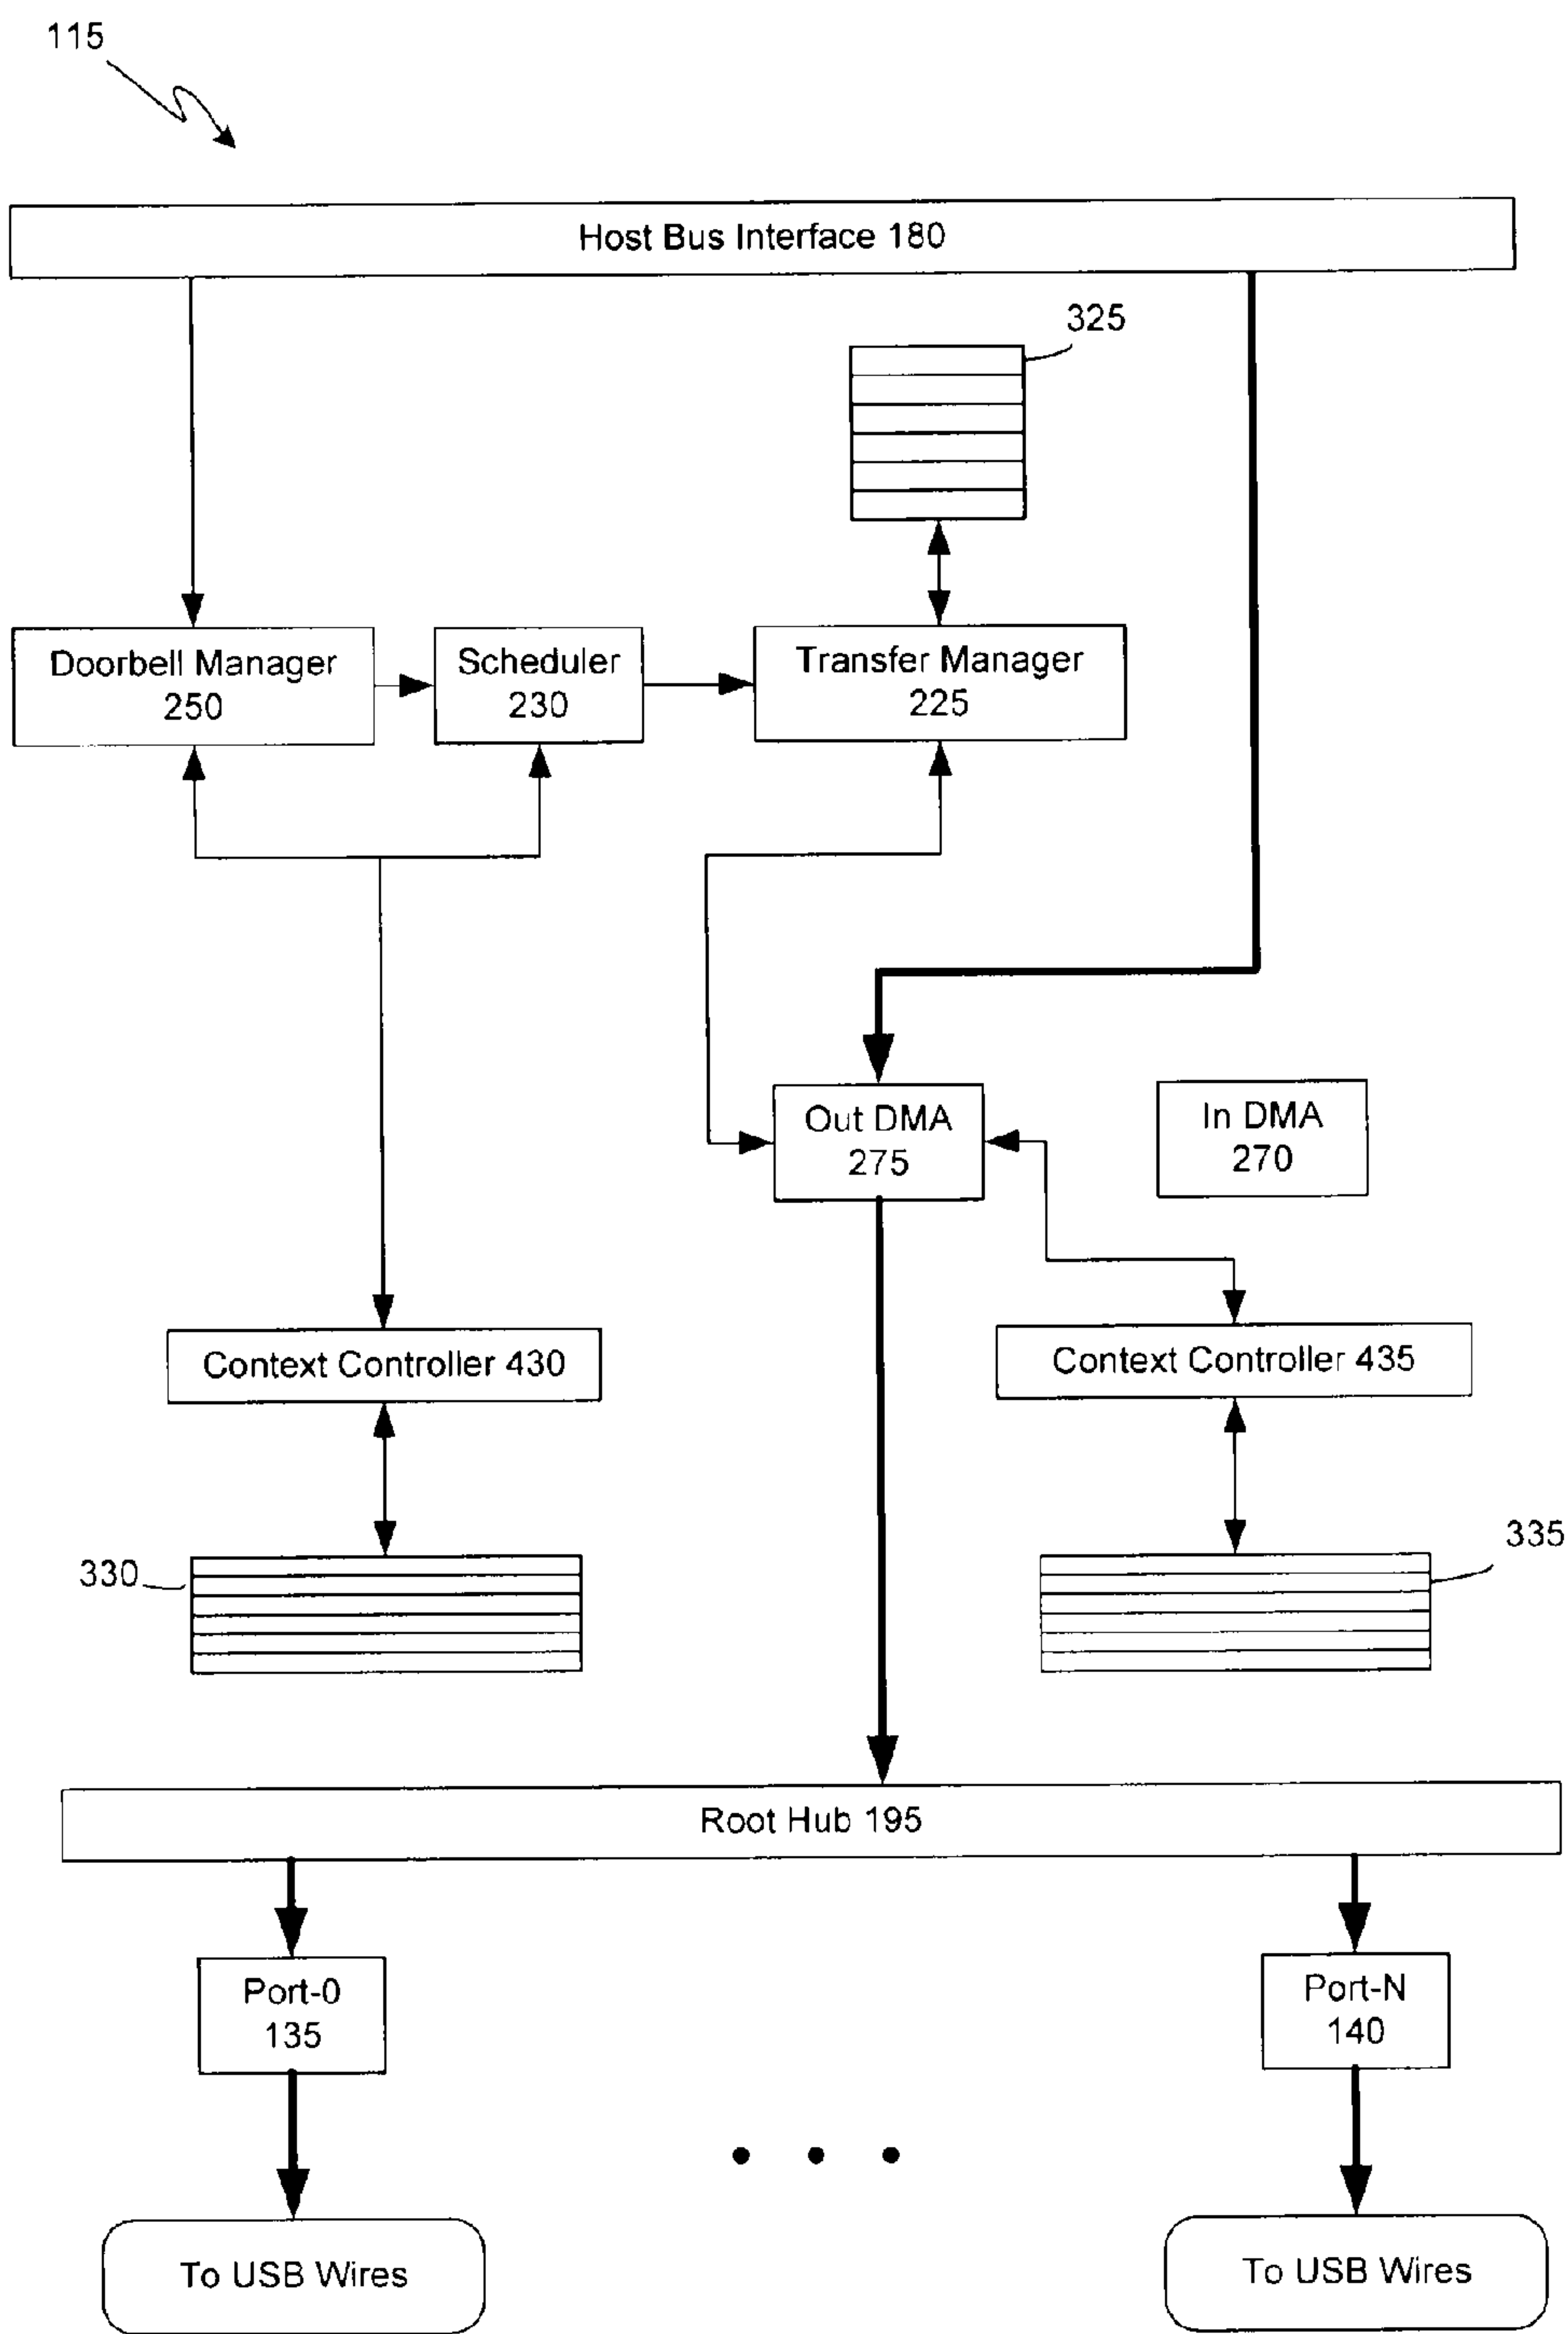 115
Host Bus Interface 180
325
Doorbell Manager
250
Scheduler
230
Transfer Manager
225
Out DMA
275
In DMA
270
Context Controller 430
Context Controller 435
330
335
Root Hub 195
Port-0
135
Port-N
140
To USB Wires
To USB Wires